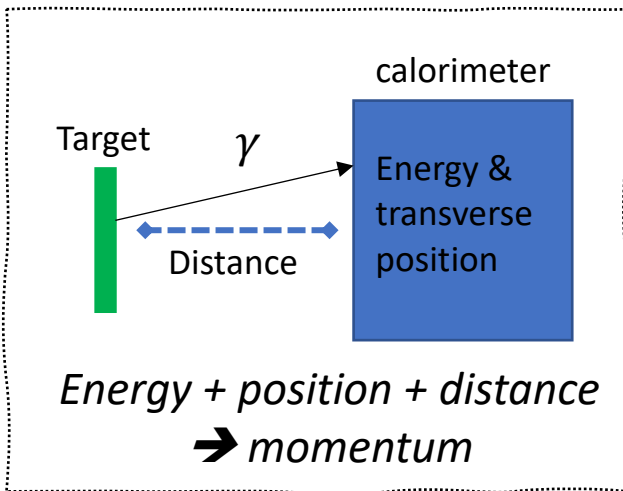 calorimeter
Target
γ
Energy &
transverse
position
Distance
Energy + position + distance
➔ momentum